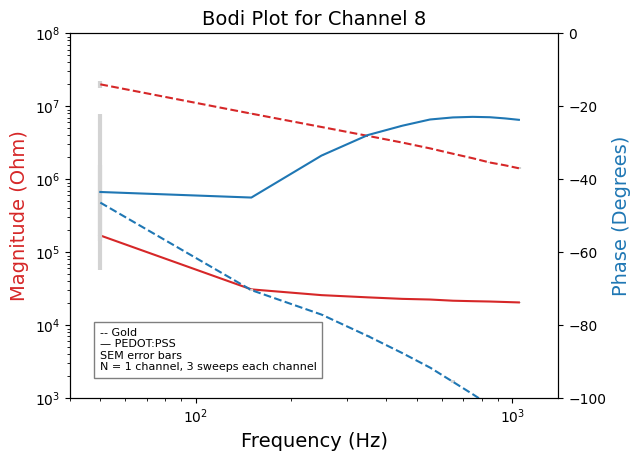 Bodi Plot for Channel 8
Magnitude (Ohm)
10⁸
10⁷
10⁶
10⁵
10⁴
10³
-- Gold
— PEDOT:PSS
SEM error bars
N = 1 channel, 3 sweeps each channel
0
−20
−40
−60
−80
−100
Phase (Degrees)
10²
10³
Frequency (Hz)